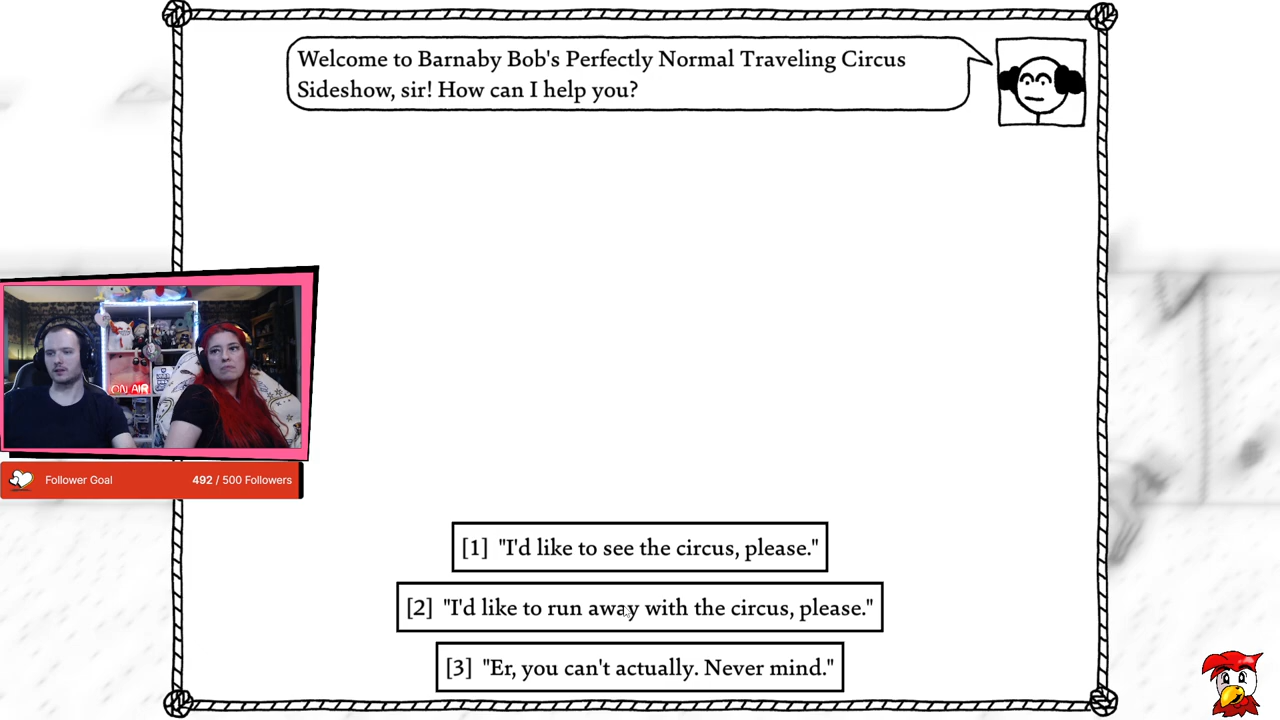 Welcome to Barnaby Bob's Perfectly Normal Traveling Circus
Sideshow, sir! How can I help you?
ON AIR
Follower Goal 492 / 500 Followers
[1] "I'd like to see the circus, please."
[2] "I'd like to run away with the circus, please."
[3] "Er, you can't actually. Never mind."